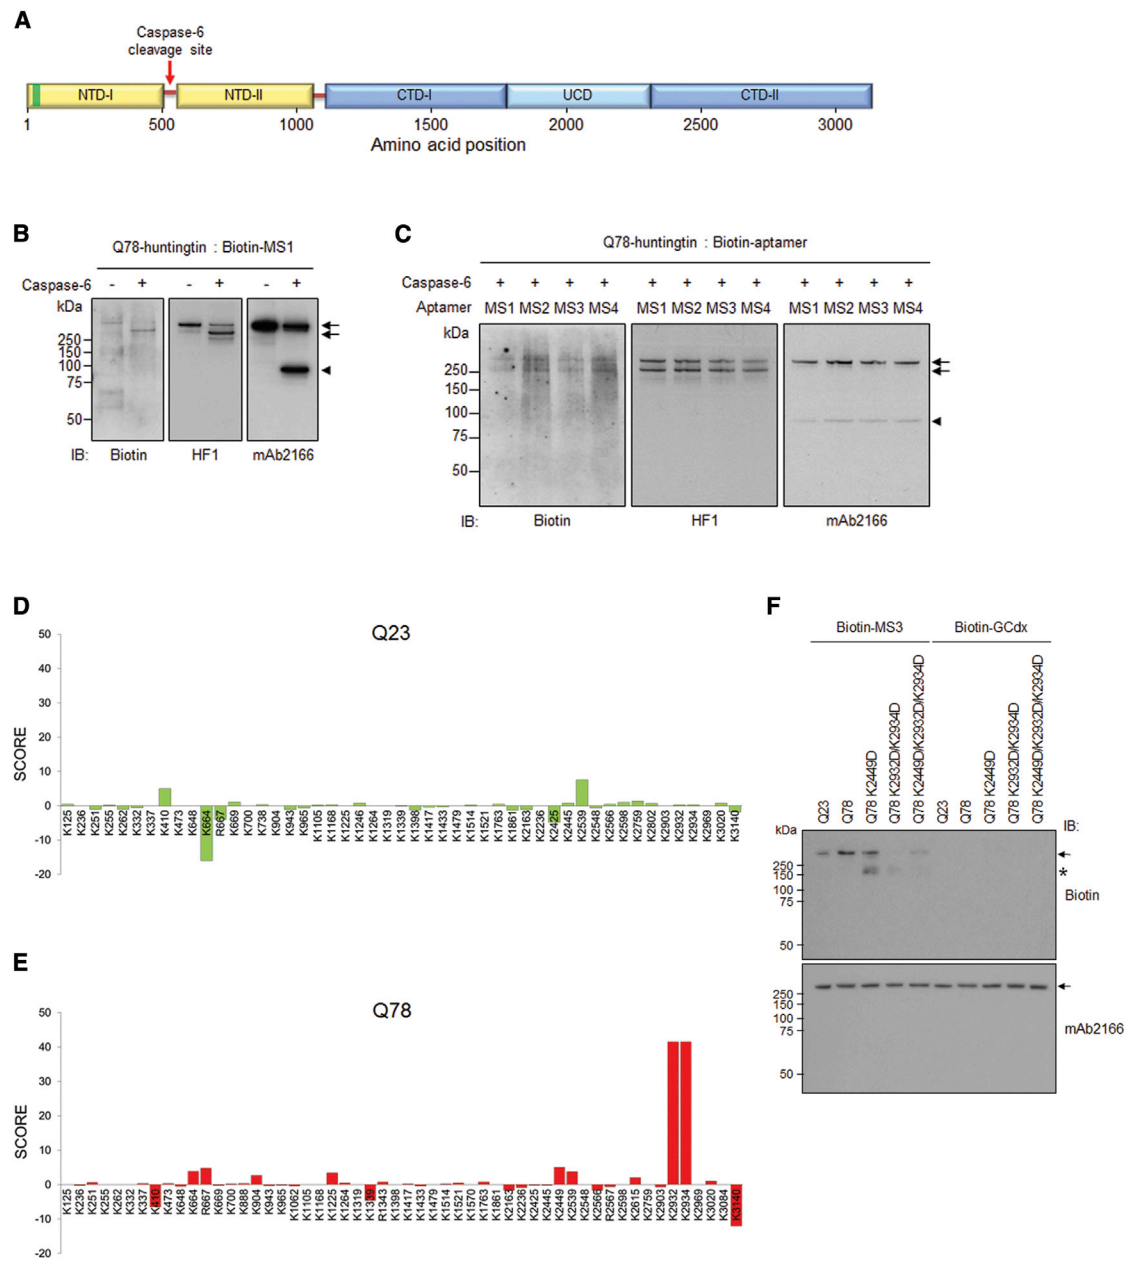 A
Caspase-6
cleavage site
NTD-I NTD-II CTD-I UCD CTD-II
1 500 1000 1500 2000 2500 3000
Amino acid position
B
Q78-huntingtin : Biotin-MS1
Caspase-6 - + - + - +
kDa
250
150
100
75
50
IB: Biotin HF1 mAb2166
C
Q78-huntingtin : Biotin-aptamer
Caspase-6 + + + + + + + + + + + +
Aptamer MS1 MS2 MS3 MS4 MS1 MS2 MS3 MS4 MS1 MS2 MS3 MS4
kDa
250
150
100
75
50
IB: Biotin HF1 mAb2166
D
Q23
SCORE
50
40
30
20
10
0
-10
-20
K125 K236 K251 K255 K262 K332 K337 K410 K473 K648 K664 R667 K669 K700 K738 K904 K943 K965 K1105 K1168 K1225 K1246 K1264 K1319 K1339 K1398 K1417 K1433 K1479 K1514 K1521 K1763 K1861 K2163 K2236 K2425 K2445 K2539 K2548 K2566 K2598 K2759 K2802 K2903 K2932 K2934 K2969 K3020 K3140
E
Q78
SCORE
50
40
30
20
10
0
-10
-20
K125 K236 K251 K255 K262 K332 K337 K410 K473 K648 K664 R667 K669 K700 K888 K904 K943 K965 K1062 K1105 K1168 K1225 K1264 K1319 K1339 R1343 K1398 K1417 K1433 K1479 K1514 K1521 K1570 K1763 K1861 K2163 K2236 K2425 K2445 K2449 K2539 K2548 K2566 R2567 K2598 K2615 K2759 K2903 K2932 K2934 K2969 K3020 K3084 K3140
F
Biotin-MS3 Biotin-GCdx
Q23
Q78
Q78 K2449D
Q78 K2932D/K2934D
Q78 K2449D/K2932D/K2934D
Q23
Q78
Q78 K2449D
Q78 K2932D/K2934D
Q78 K2449D/K2932D/K2934D
kDa
IB:
250
150
100
75
50
*
Biotin
250
150
100
75
50
mAb2166